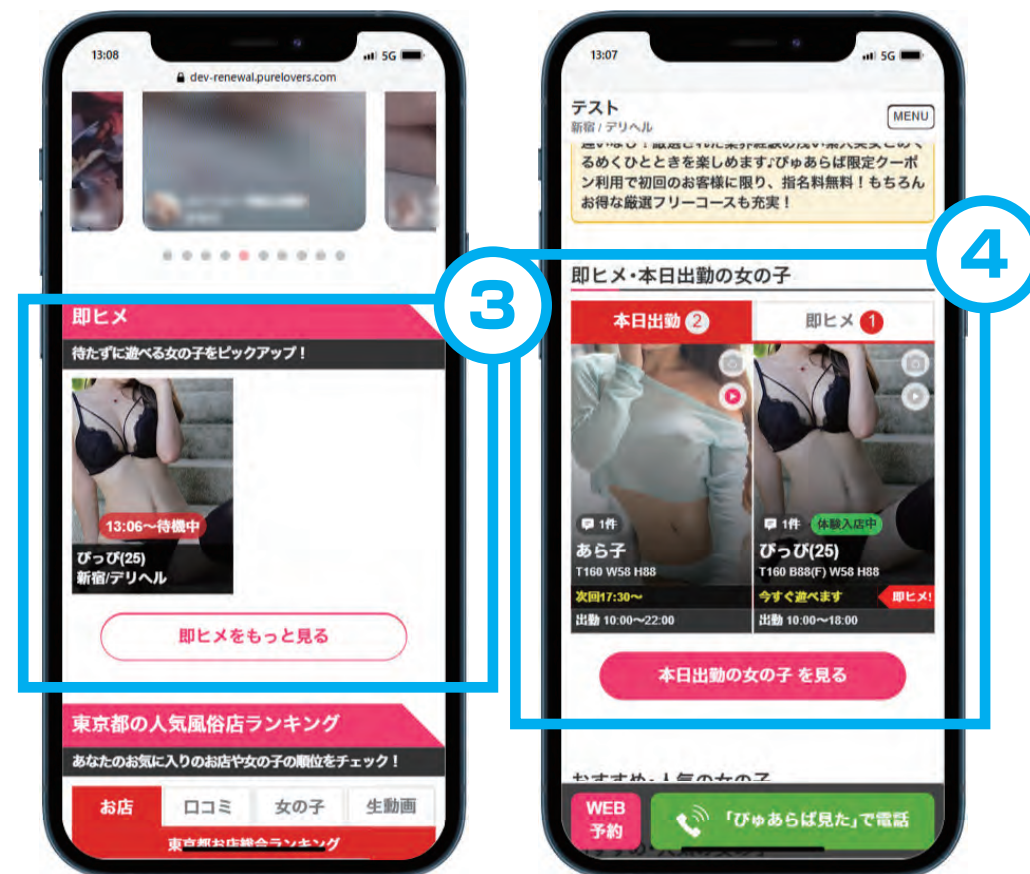 13:08
5G
dev-renewal.purelovers.com
3
即ヒメ
待たずに遊べる女の子をピックアップ！
13:06〜待機中
ぴっぴ(25)
新宿/デリヘル
即ヒメをもっと見る
東京都の人気風俗店ランキング
あなたのお気に入りのお店や女の子の順位をチェック！
お店
口コミ
女の子
生動画
東京都お店総合ランキング
13:07
5G
テスト
新宿 / デリヘル
MENU
るめくひとときを楽しめます♪ぴゅあらば限定クーポ
ン利用で初回のお客様に限り、指名料無料！もちろん
お得な厳選フリーコースも充実！
4
即ヒメ・本日出勤の女の子
本日出勤 2
即ヒメ 1
1件
あら子
T160 W58 H88
次回17:30〜
出勤 10:00〜22:00
1件 体験入店中
ぴっぴ(25)
T160 B88(F) W58 H88
今すぐ遊べます
即ヒメ!
出勤 10:00〜18:00
本日出勤の女の子 を見る
おすすめ・人気の女の子
WEB
予約
「ぴゅあらば見た」で電話